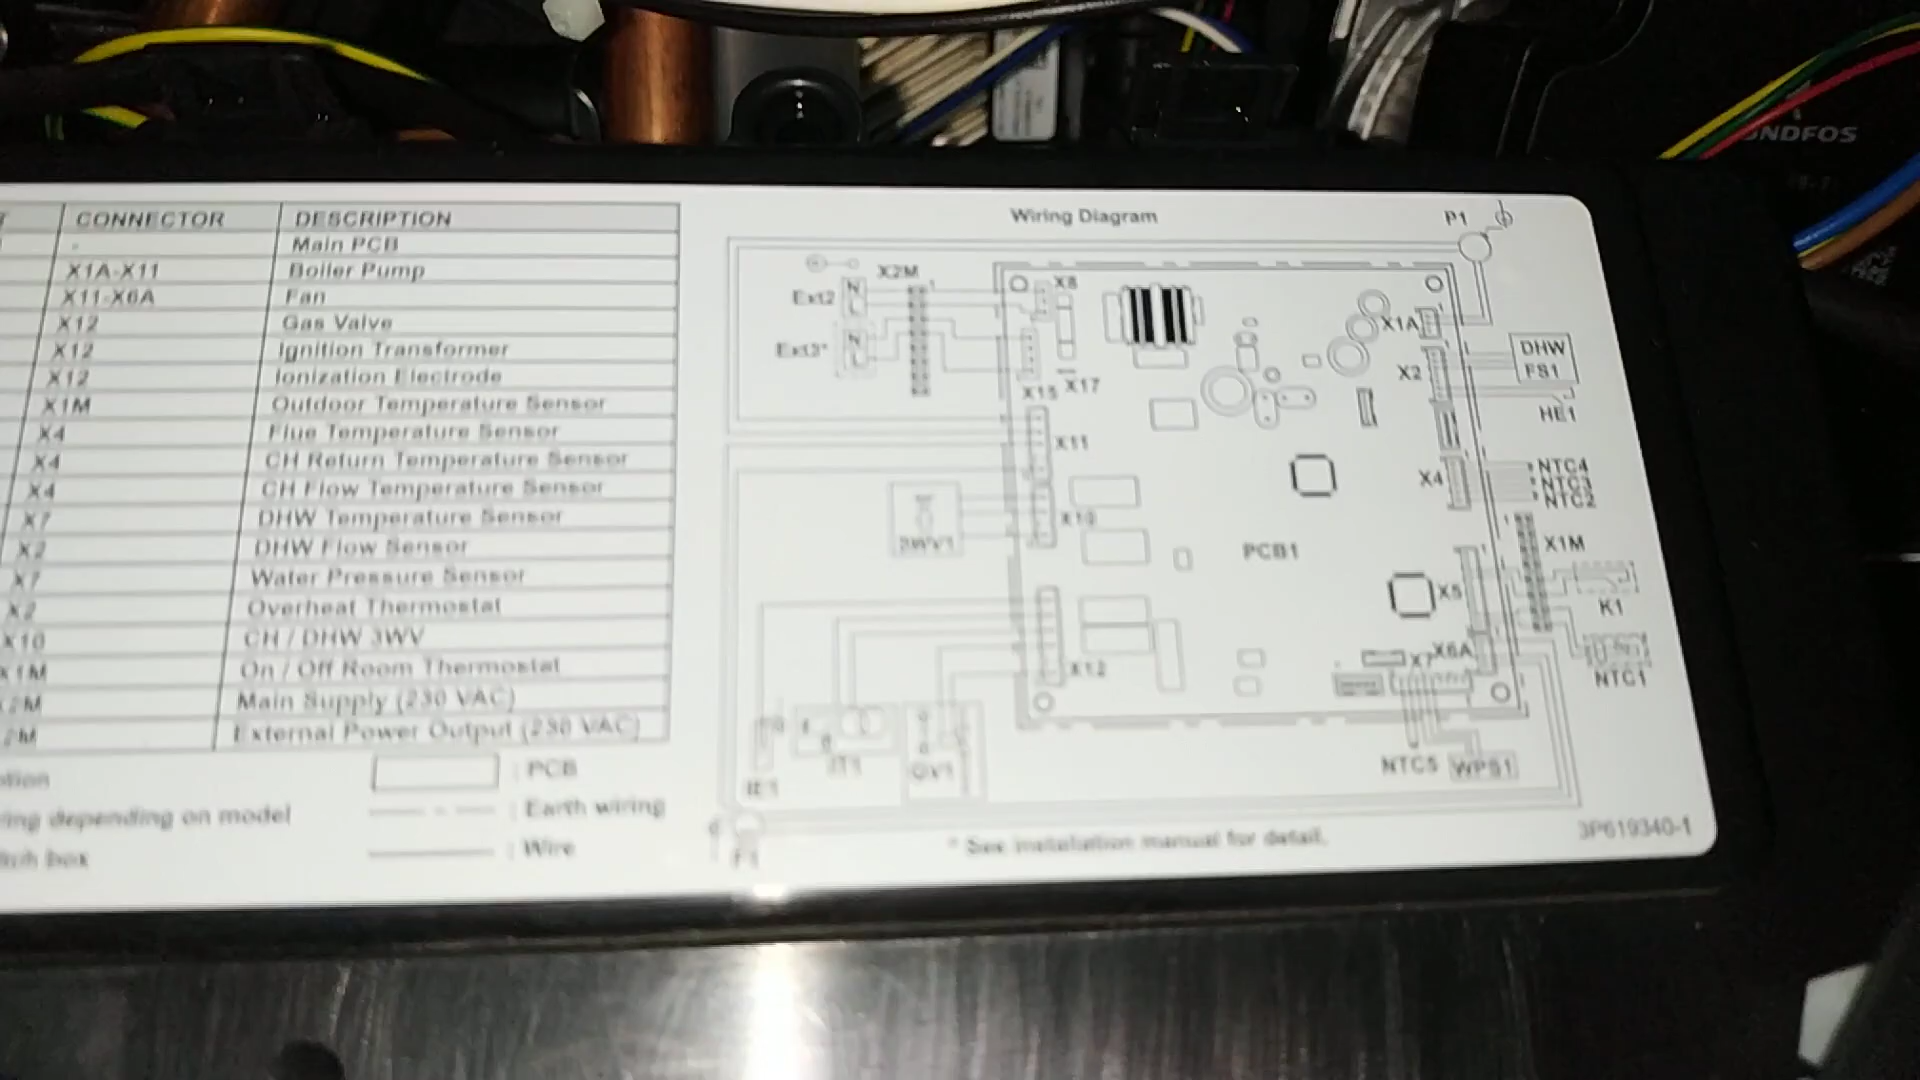 NDFOS
CONNECTOR DESCRIPTION
- Main PCB
X1A-X11 Boiler Pump
X11-X6A Fan
X12 Gas Valve
X12 Ignition Transformer
X12 Ionization Electrode
X1M Outdoor Temperature Sensor
X4 Flue Temperature Sensor
X4 CH Return Temperature Sensor
X4 CH Flow Temperature Sensor
X7 DHW Temperature Sensor
X2 DHW Flow Sensor
X7 Water Pressure Sensor
X2 Overheat Thermostat
X10 CH / DHW 3WV
X1M On / Off Room Thermostat
2M Main Supply (230 VAC)
2M External Power Output (230 VAC)
: PCB
depending on model
: Earth wiring
box
: Wire
Wiring Diagram
P1
X2M
X8
Ext2
N
L
Ext3*
N
L
X1A
DHW
FS1
X2
X15
X17
HE1
X11
X4
NTC4
NTC3
NTC2
X10
3WV1
PCB1
X1M
X5
K1
X12
X7
X6A
NTC1
IE1
IT1
GV1
NTC5
WPS1
F1
* See installation manual for detail.
3P619340-1